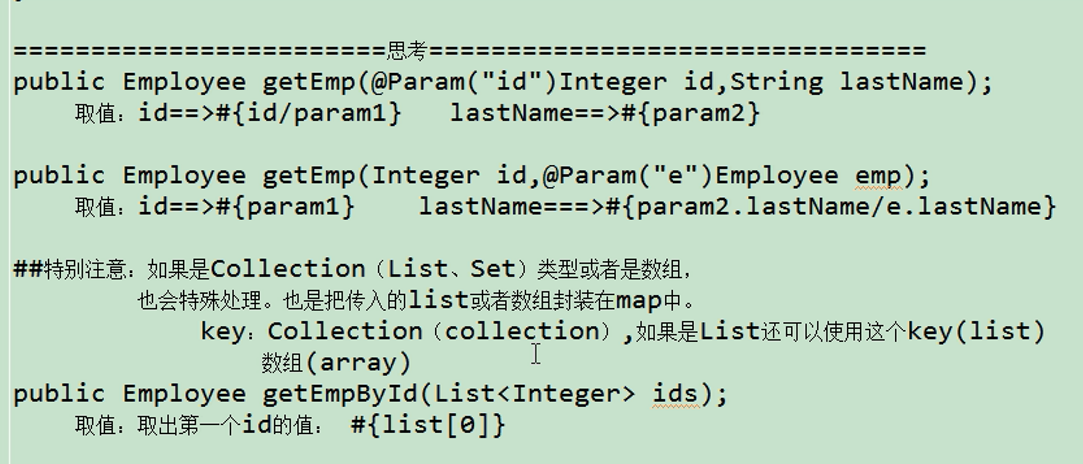 ========================思考================================
public Employee getEmp(@Param("id")Integer id,String lastName);
取值：id==>#{id/param1}   lastName==>#{param2}
public Employee getEmp(Integer id,@Param("e")Employee emp);
取值：id==>#{param1}    lastName===>#{param2.lastName/e.lastName}
##特别注意：如果是Collection（List、Set）类型或者是数组，
也会特殊处理。也是把传入的list或者数组封装在map中。
key：Collection（collection）,如果是List还可以使用这个key(list)
数组(array)
public Employee getEmpById(List<Integer> ids);
取值：取出第一个id的值： #{list[0]}